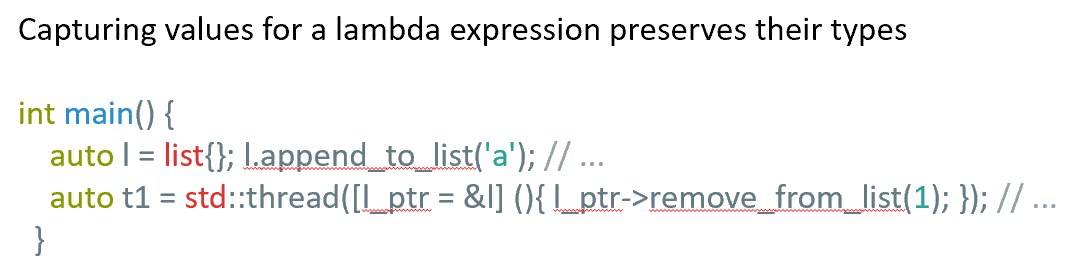 Capturing values for a lambda expression preserves their types
int main() {
auto l = list{}; l.append_to_list('a'); // ...
auto t1 = std::thread([l_ptr = &l] (){ l_ptr->remove_from_list(1); }); // ...
}